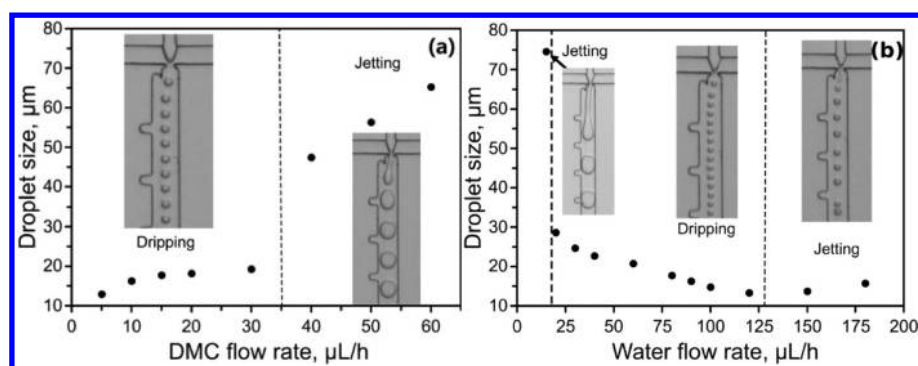 (a)
Jetting
Dripping
Droplet size, µm
80
70
60
50
40
30
20
10
0 10 20 30 40 50 60
DMC flow rate, µL/h
(b)
Jetting
Dripping
Jetting
Droplet size, µm
80
70
60
50
40
30
20
10
0 25 50 75 100 125 150 175 200
Water flow rate, µL/h